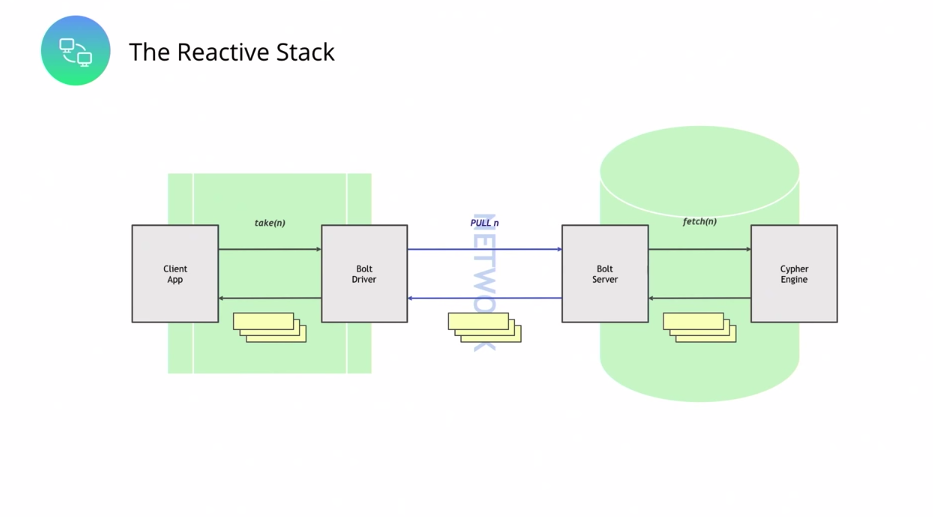 The Reactive Stack
take(n)
PULL n
fetch(n)
Client
App
Bolt
Driver
NETWORK
Bolt
Server
Cypher
Engine